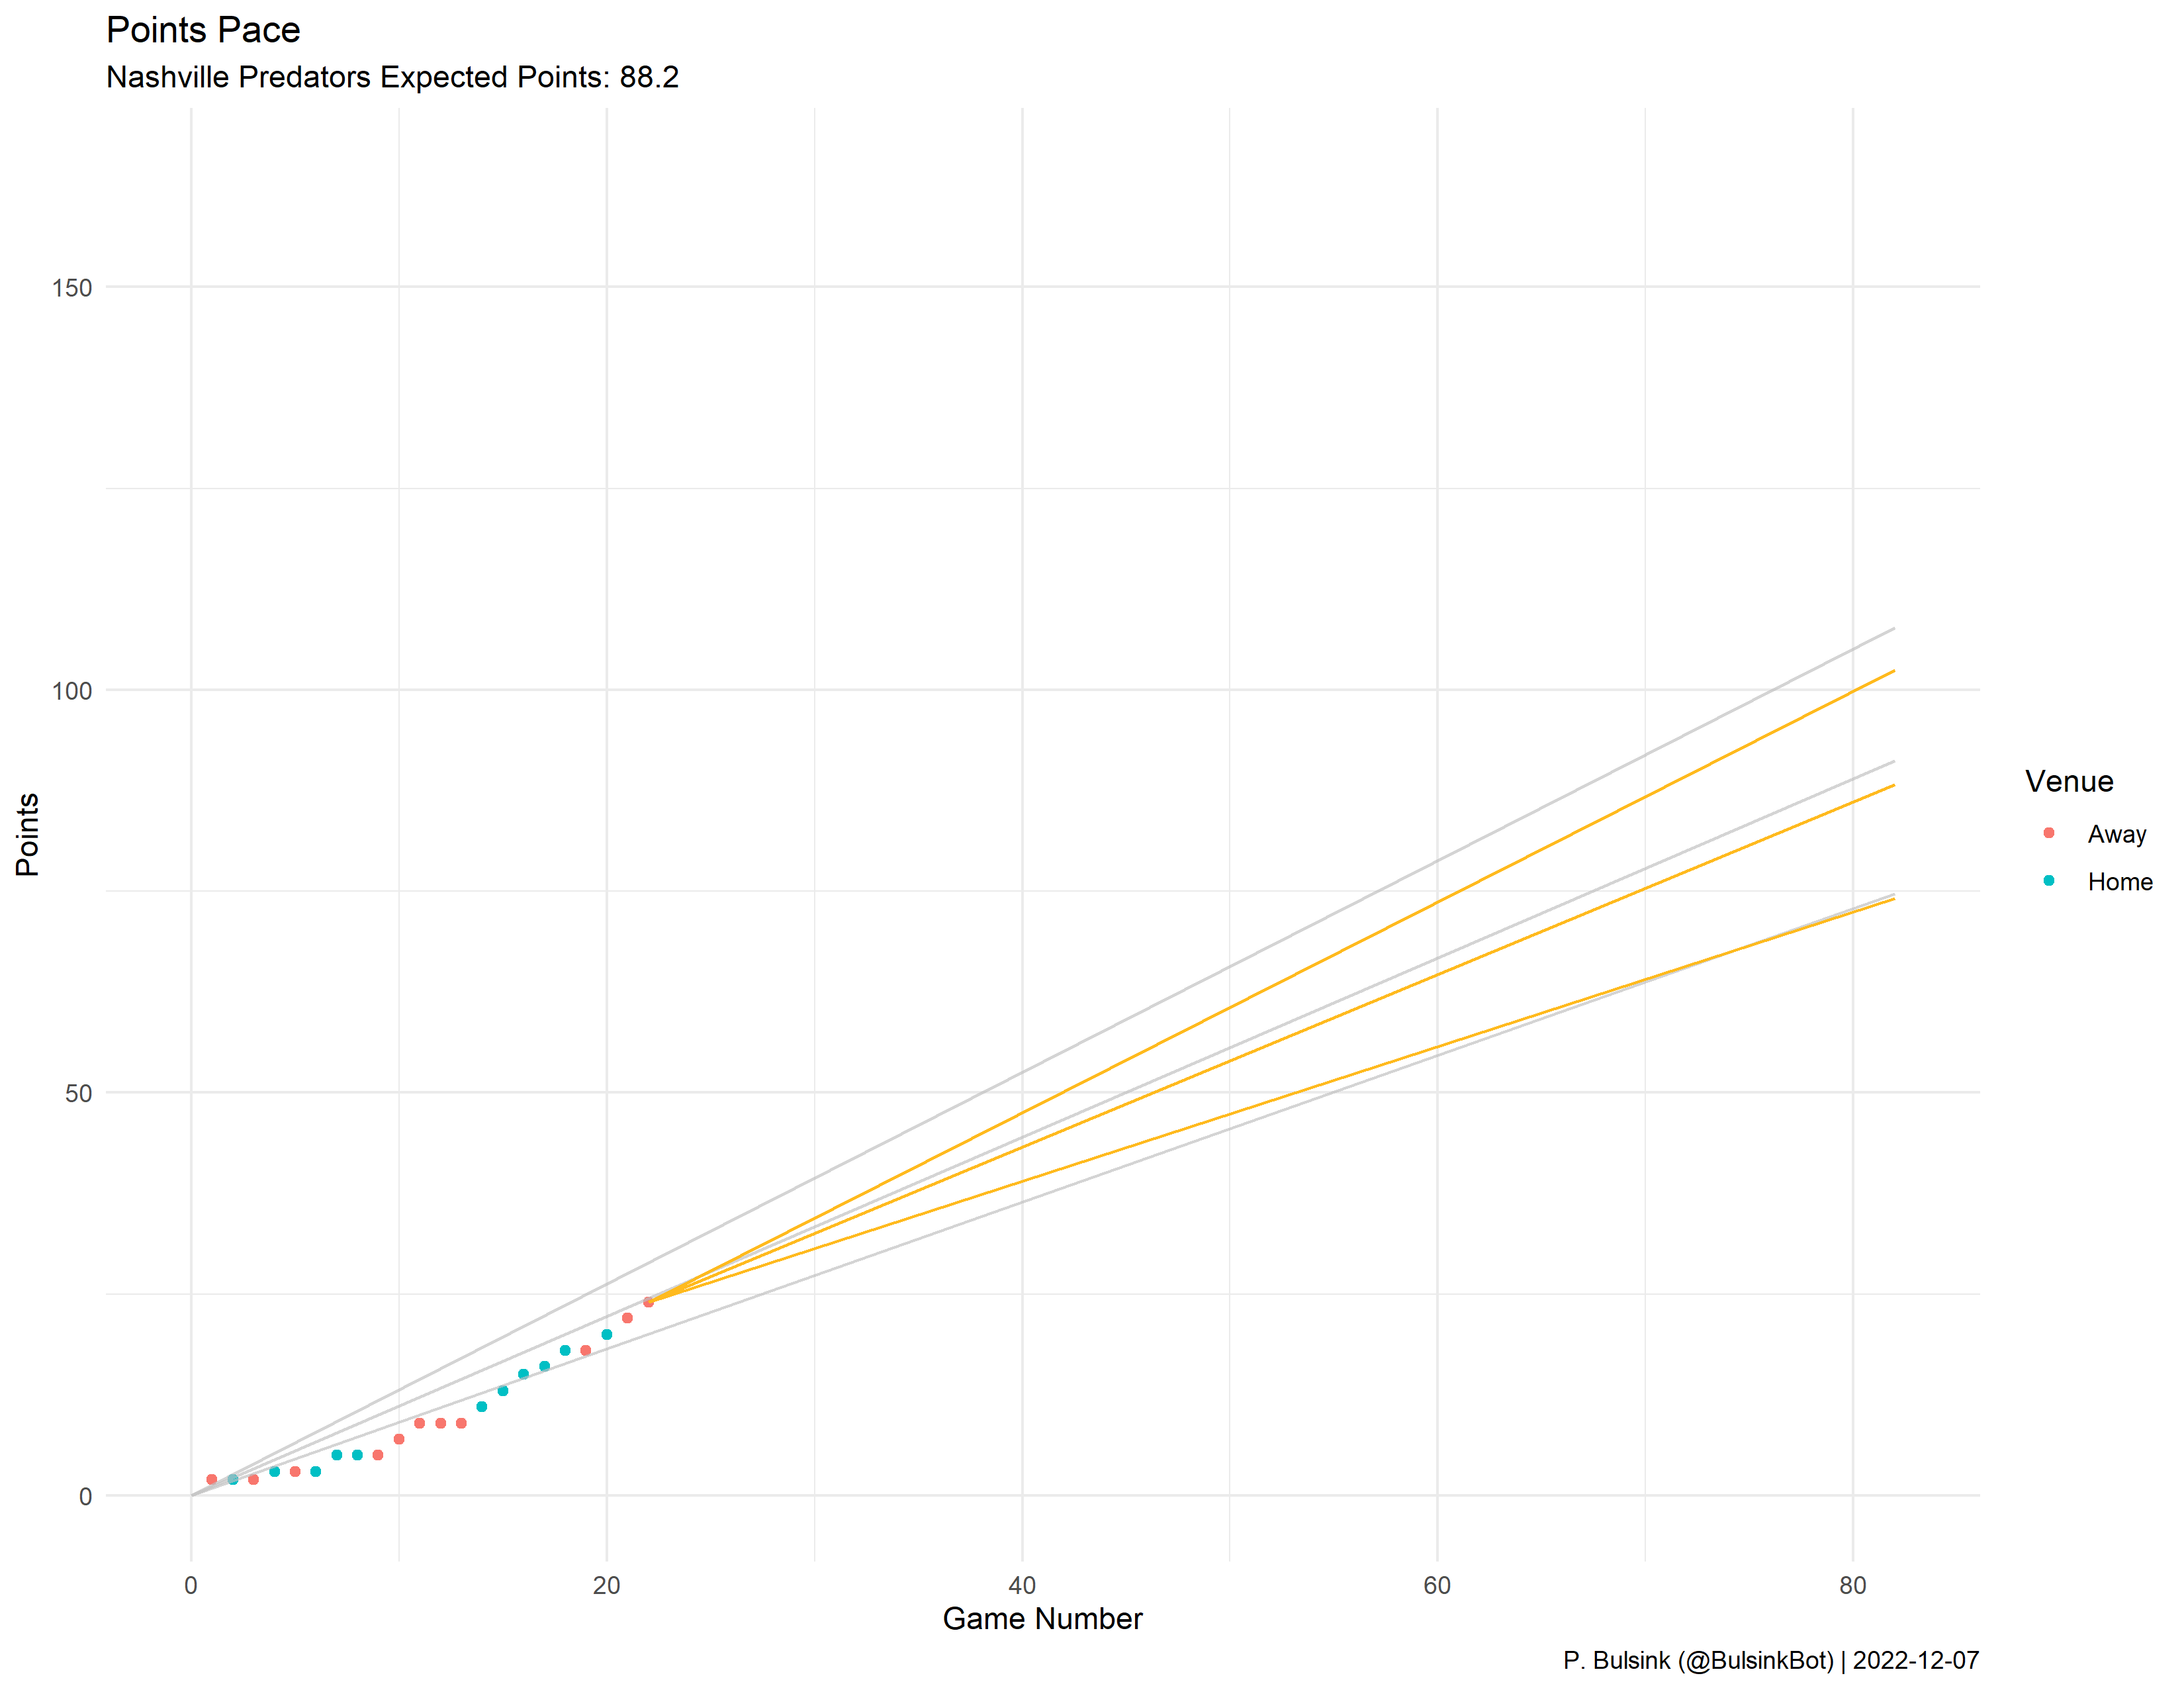 Points Pace
Nashville Predators Expected Points: 88.2
150
100
50
0
Points
0 20 40 60 80
Game Number
Venue
Away
Home
P. Bulsink (@BulsinkBot) | 2022-12-07